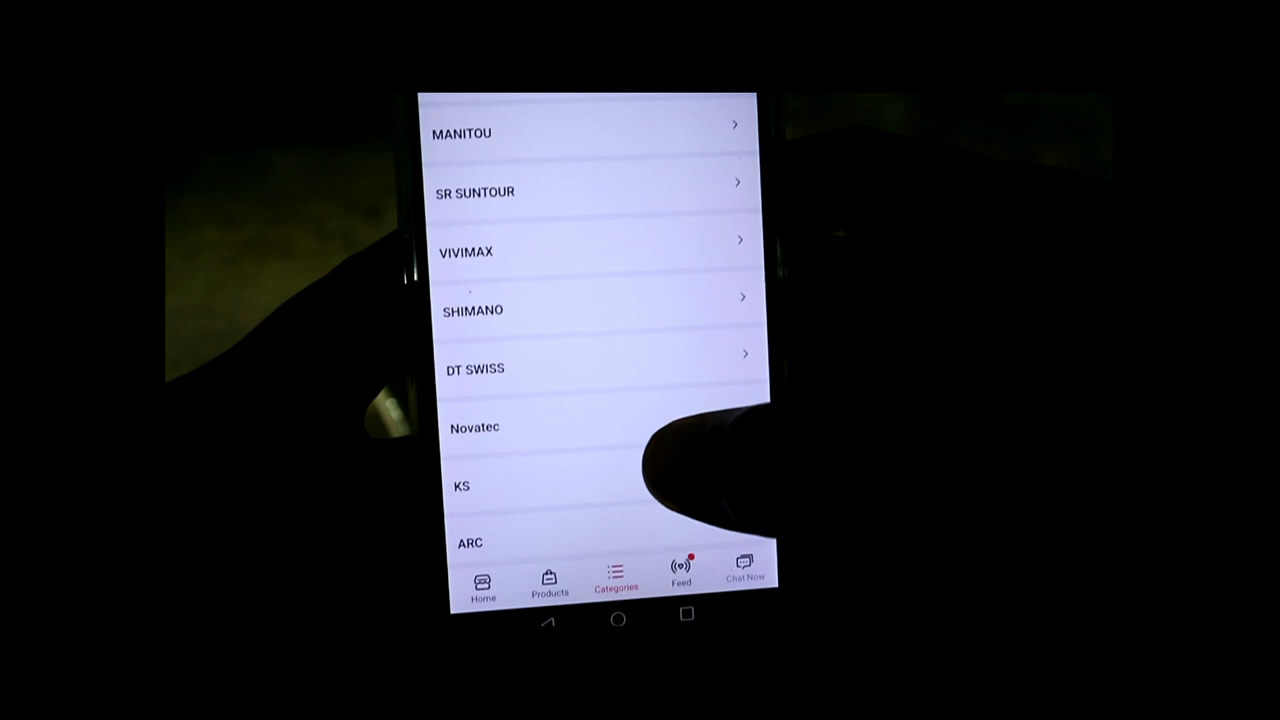 MANITOU
SR SUNTOUR
VIVIMAX
SHIMANO
DT SWISS
Novatec
KS
ARC
Home
Products
Categories
Feed
Chat Now